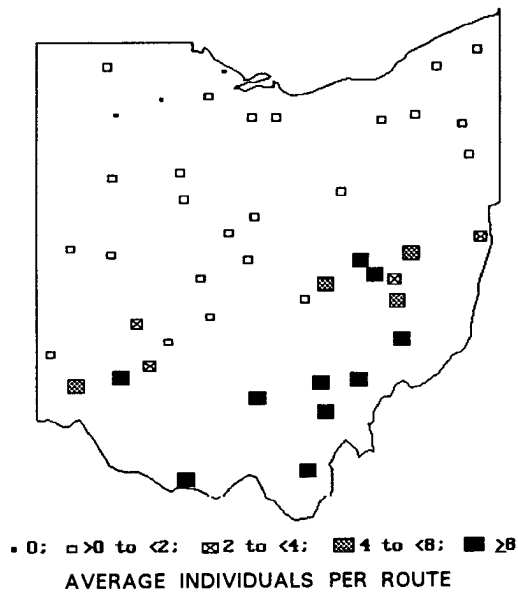 0; >0 to <2; 2 to <4; 4 to <8; ≥8
AVERAGE INDIVIDUALS PER ROUTE